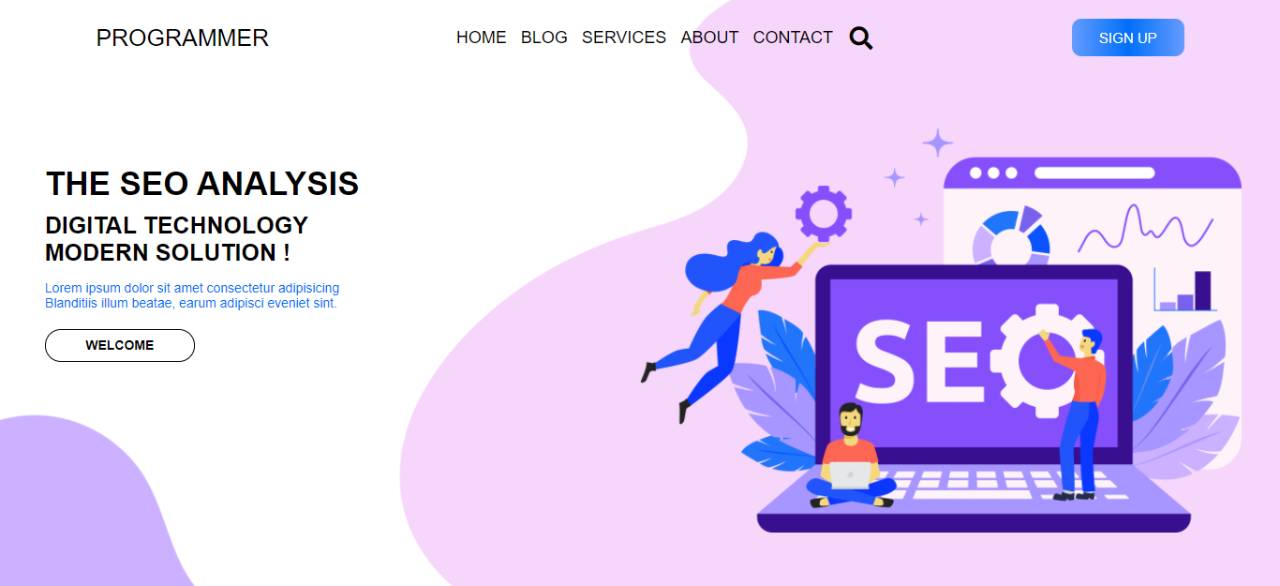 PROGRAMMER
HOME BLOG SERVICES ABOUT CONTACT
SIGN UP
THE SEO ANALYSIS
DIGITAL TECHNOLOGY
MODERN SOLUTION !
Lorem ipsum dolor sit amet consectetur adipisicing
Blanditiis illum beatae, earum adipisci eveniet sint.
WELCOME
SEO